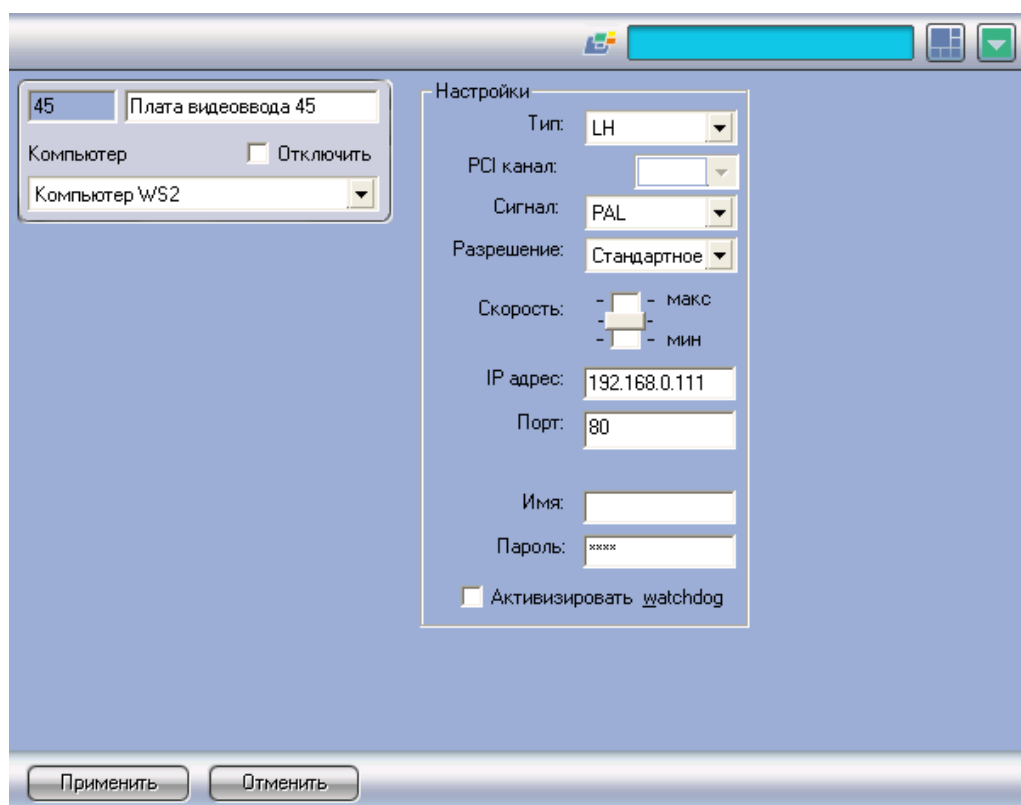 45 Плата видеоввода 45
Компьютер Отключить
Компьютер WS2
Настройки
Тип: LH
PCI канал:
Сигнал: PAL
Разрешение: Стандартное
Скорость: - - макс
- -
- - мин
IP адрес: 192.168.0.111
Порт: 80
Имя:
Пароль: ****
Активизировать watchdog
Применить Отменить